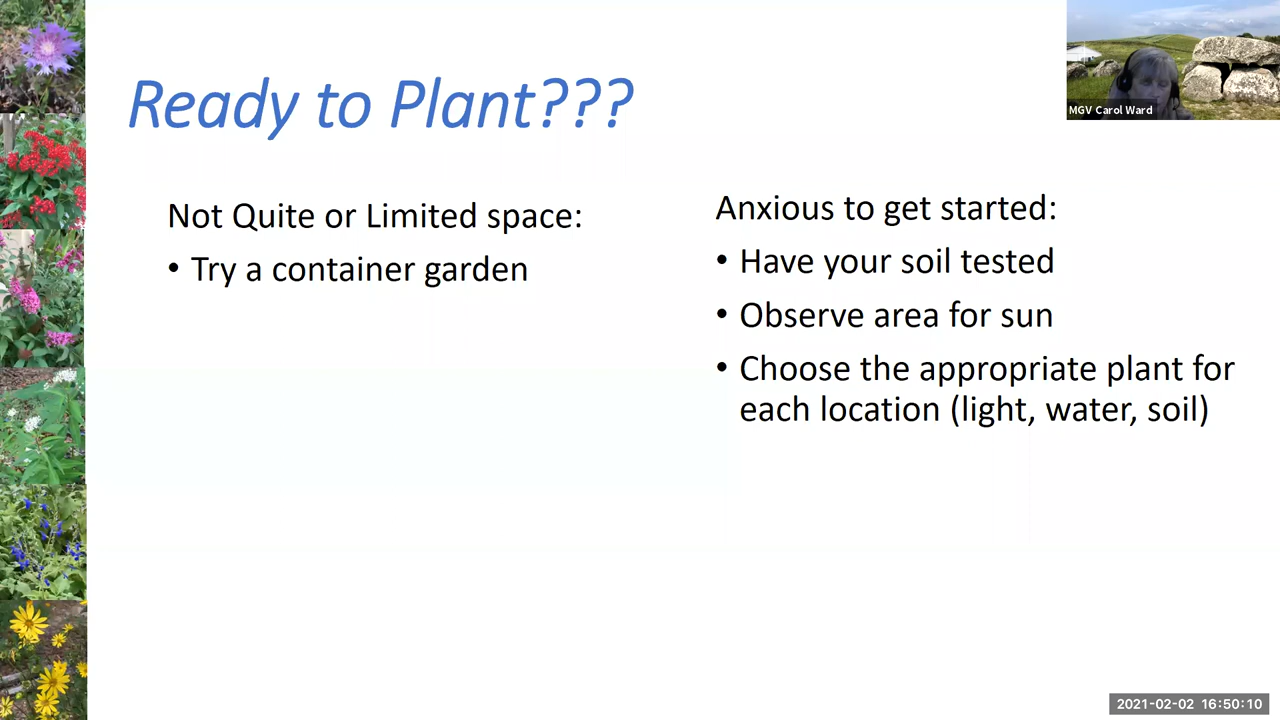 Ready to Plant???
MGV Carol Ward
Not Quite or Limited space:
• Try a container garden
Anxious to get started:
• Have your soil tested
• Observe area for sun
• Choose the appropriate plant for
each location (light, water, soil)
2021-02-02 16:50:10